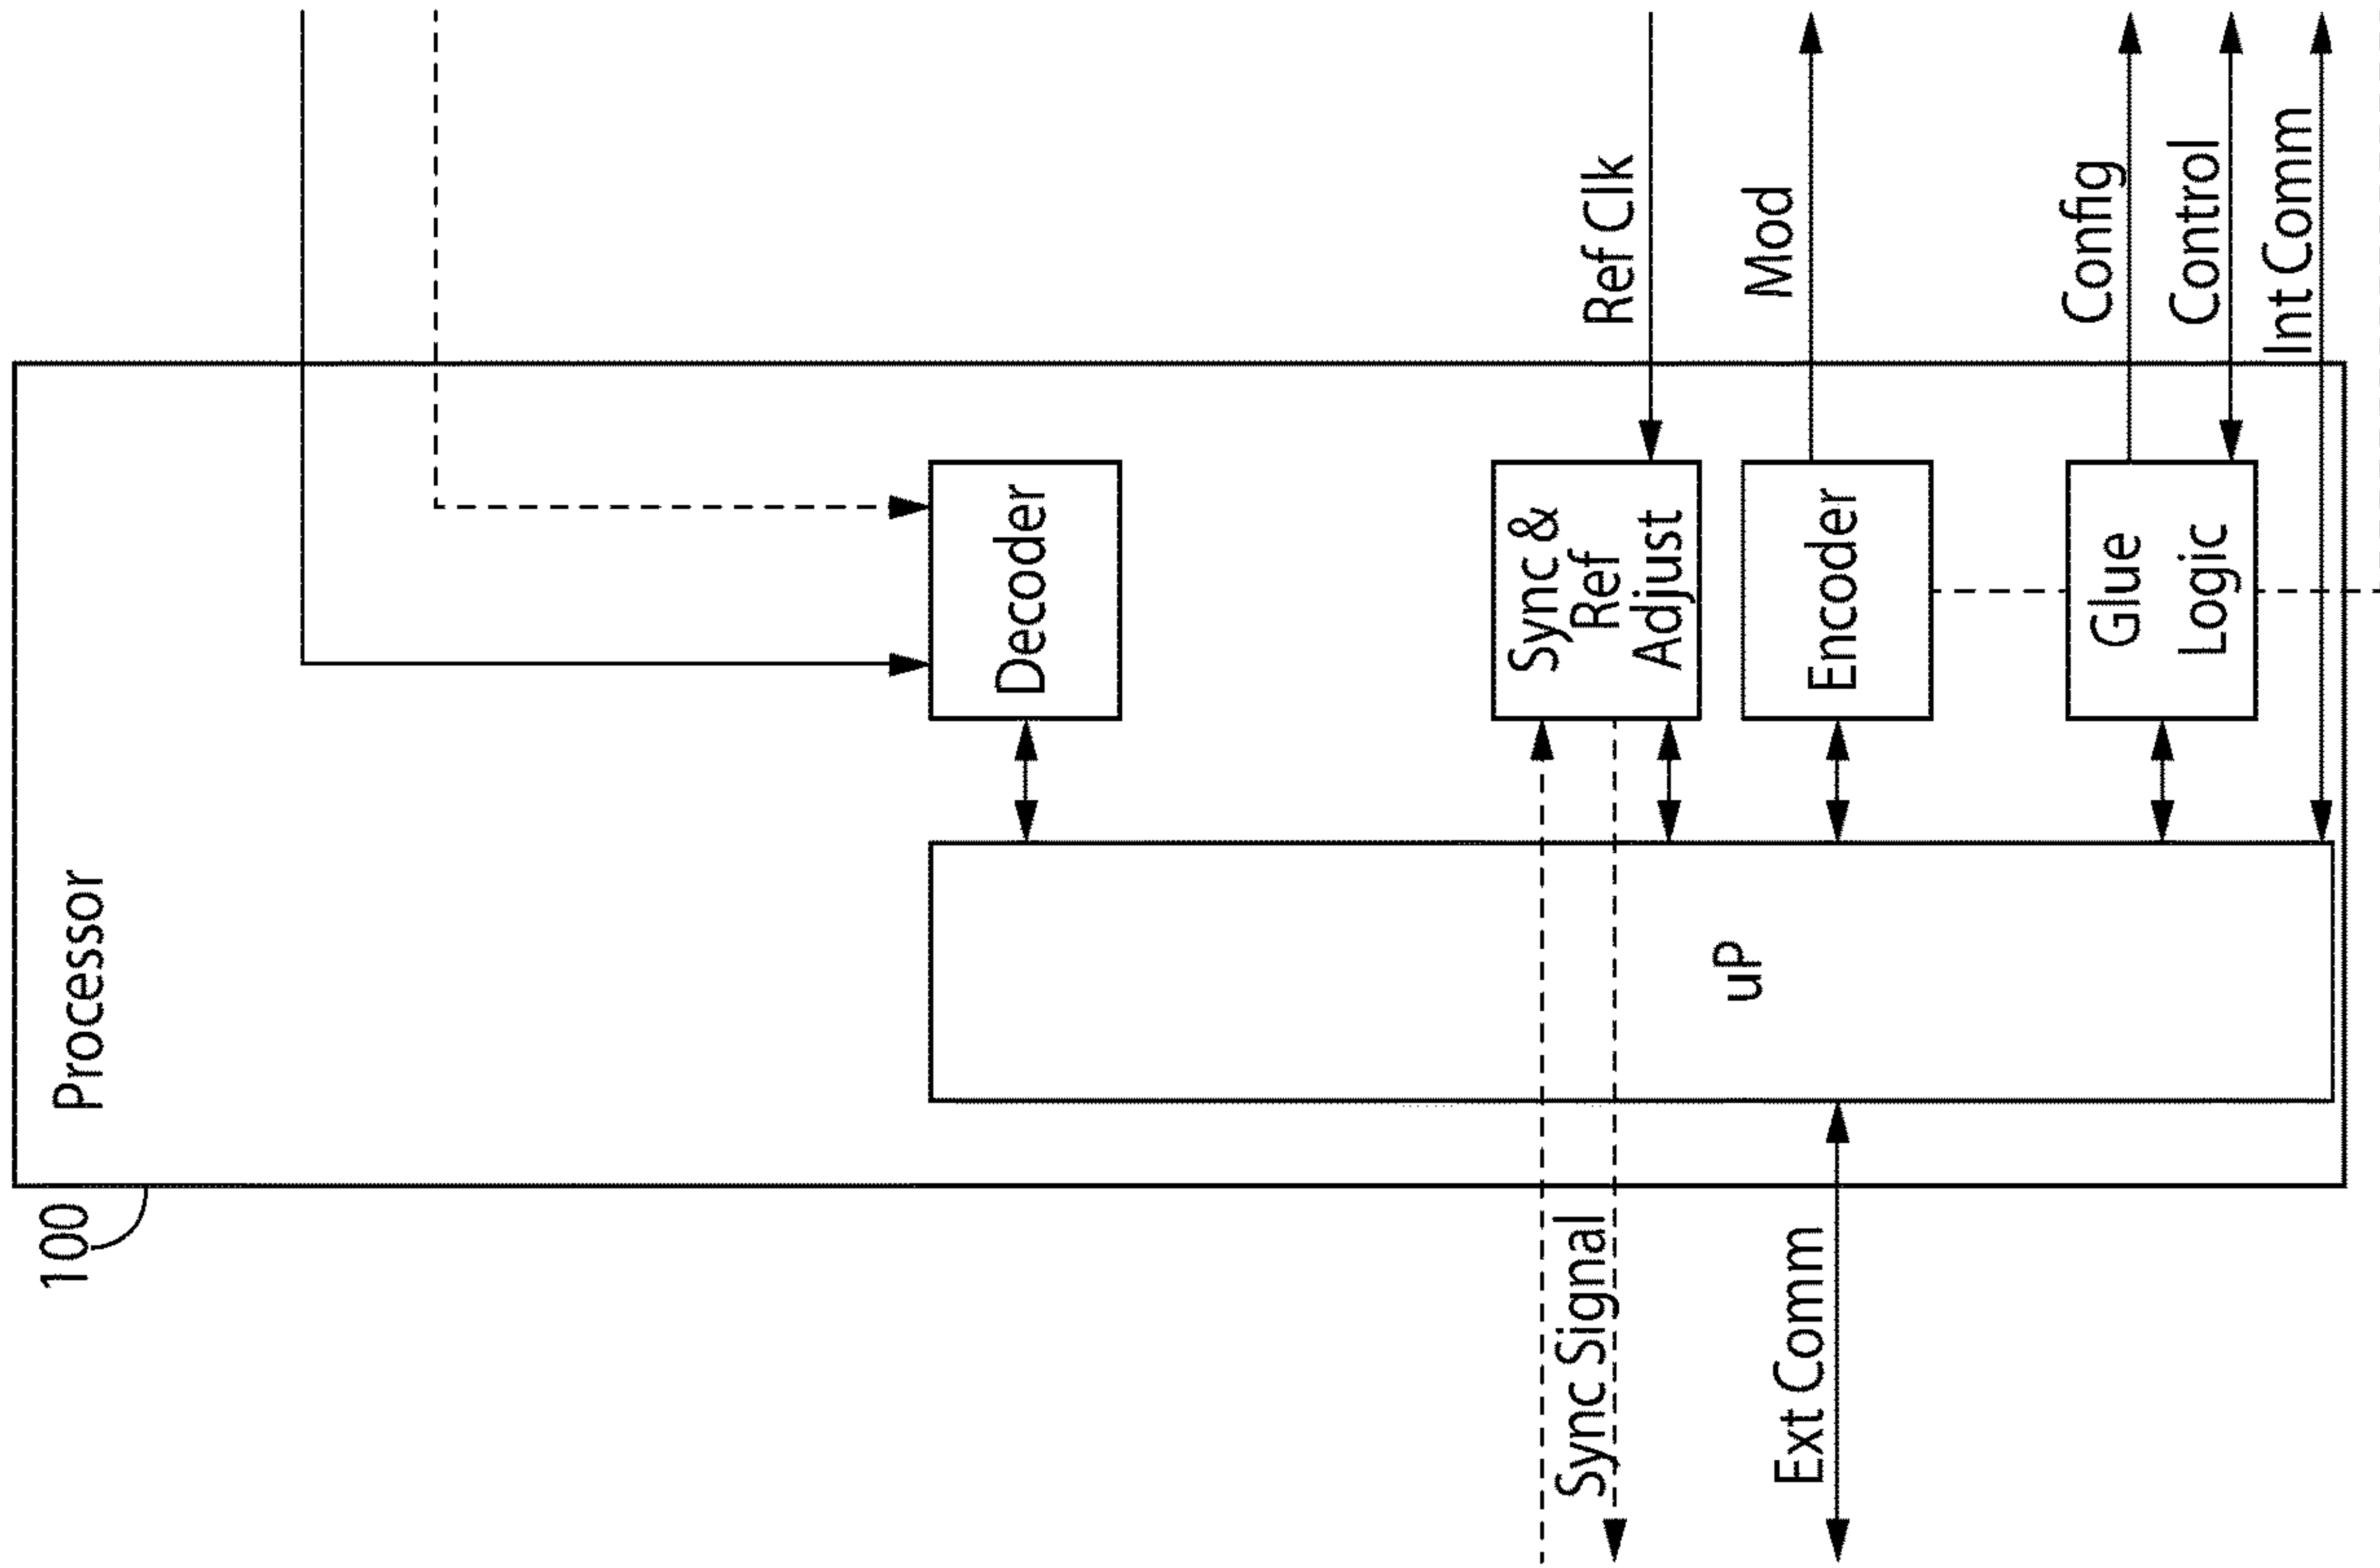 100
Processor
uP
Decoder
Sync &
Ref
Adjust
Encoder
Glue
Logic
Sync Signal
Ext Comm
Ref Clk
Mod
Config
Control
Int Comm